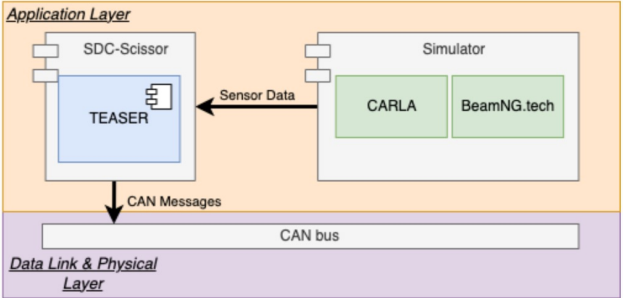 Application Layer
SDC-Scissor
Simulator
TEASER
Sensor Data
CARLA
BeamNG.tech
CAN Messages
CAN bus
Data Link & Physical
Layer